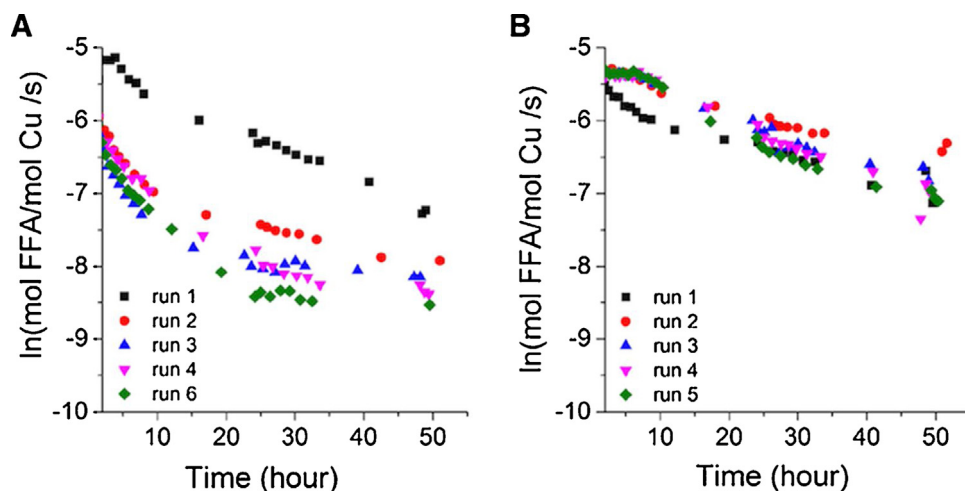 A
ln(mol FFA/mol Cu /s)
-5
-6
-7
-8
-9
-10
run 1
run 2
run 3
run 4
run 6
10 20 30 40 50
Time (hour)
B
ln(mol FFA/mol Cu /s)
-5
-6
-7
-8
-9
-10
run 1
run 2
run 3
run 4
run 5
10 20 30 40 50
Time (hour)